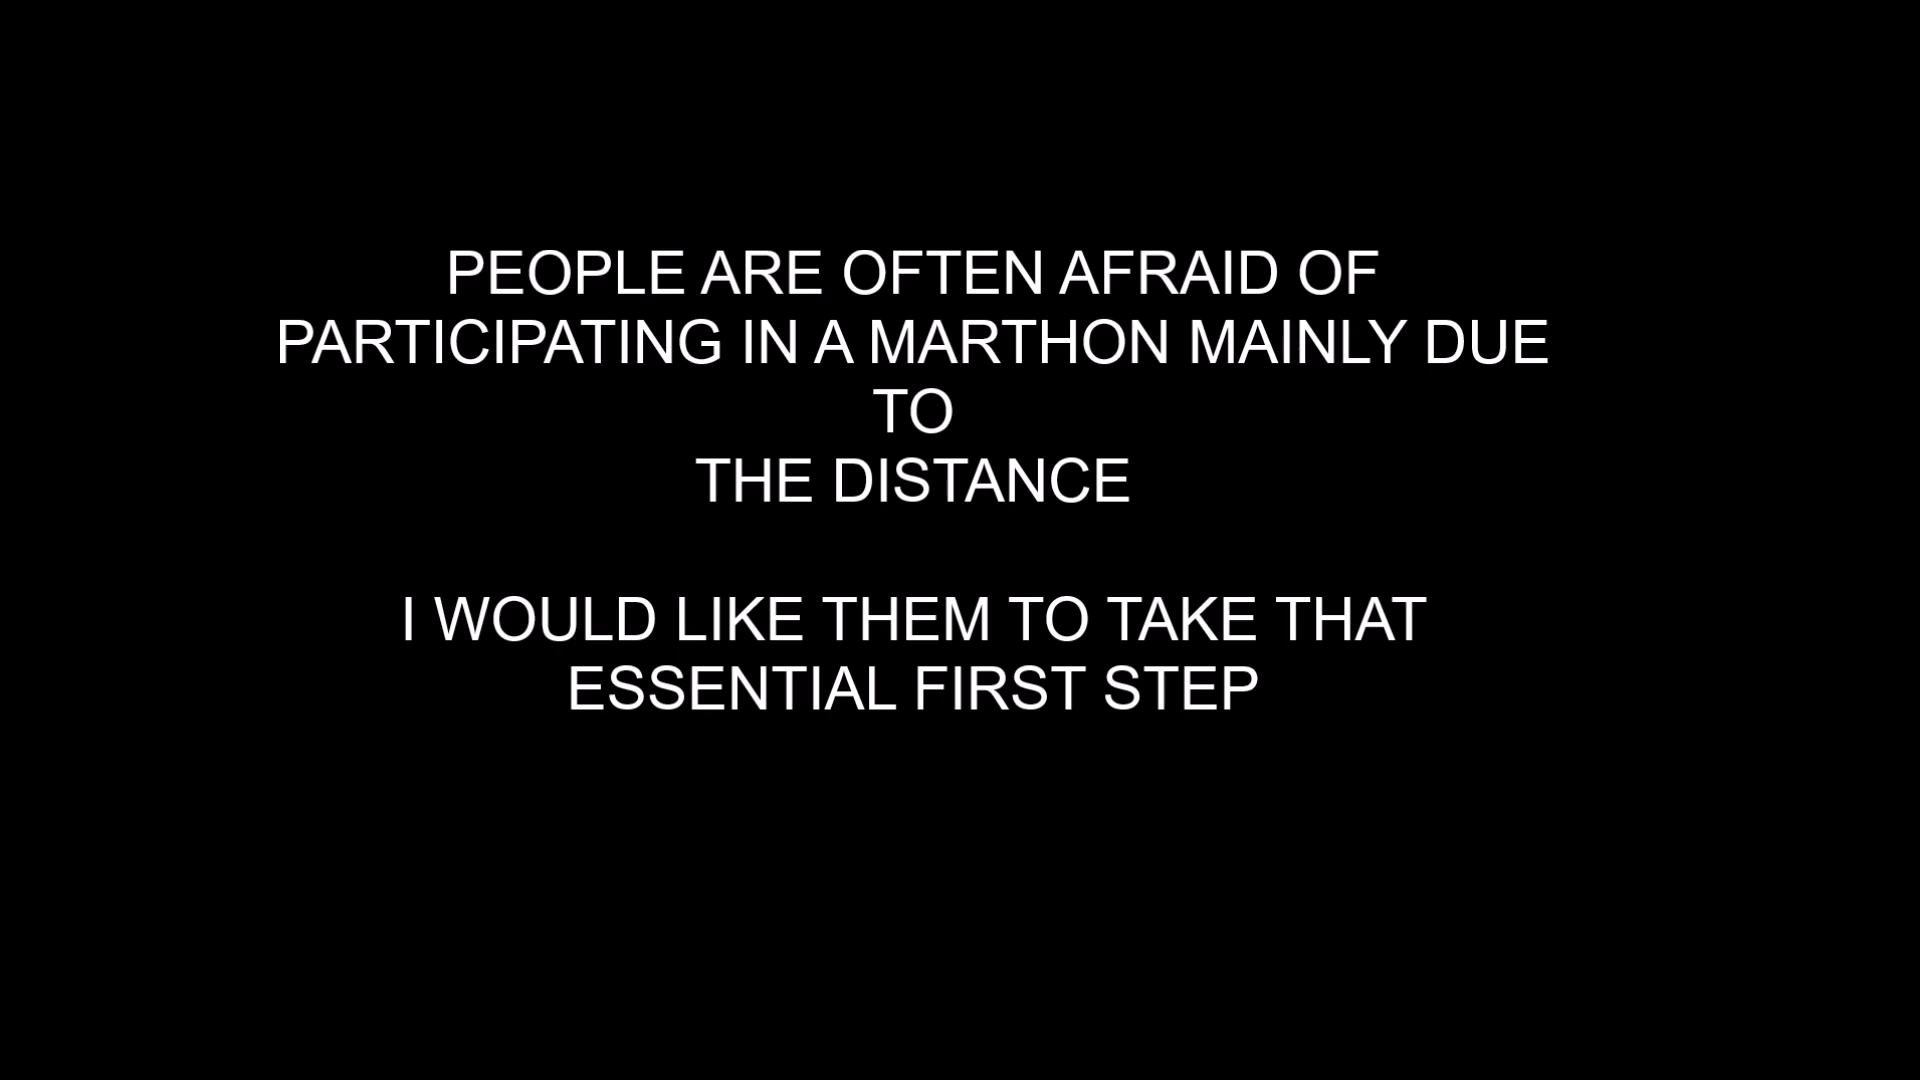 PEOPLE ARE OFTEN AFRAID OF
PARTICIPATING IN A MARTHON MAINLY DUE
TO
THE DISTANCE
I WOULD LIKE THEM TO TAKE THAT
ESSENTIAL FIRST STEP